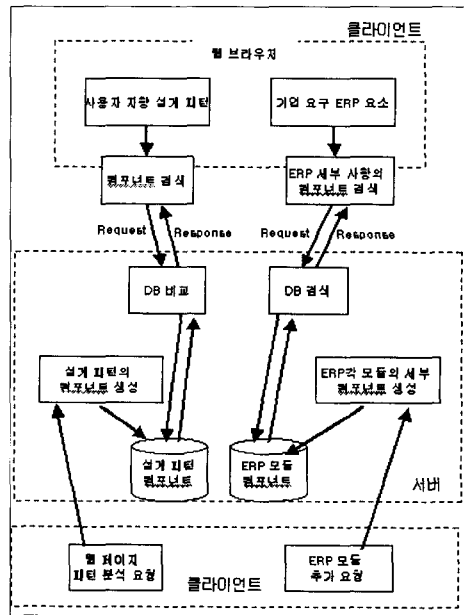 클라이언트
웹 브라우저
사용자 지향 설계 패턴
기업 요구 ERP 요소
컴포넌트 검색
ERP 세부 사항의
컴포넌트 검색
Request
Response
Request
Response
DB 비교
DB 검색
설계 패턴의
컴포넌트 생성
ERP각 모듈의 세부
컴포넌트 생성
설계 패턴
컴포넌트
ERP 모듈
컴포넌트
서버
웹 페이지
패턴 분석 요청
클라이언트
ERP 모듈
추가 요청